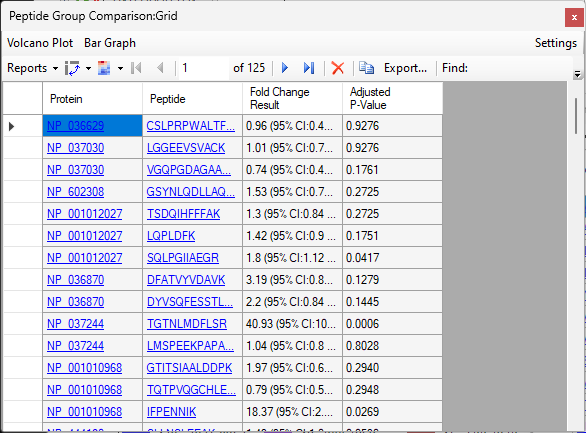 Peptide Group Comparison:Grid
Volcano Plot Bar Graph Settings
Reports 1 of 125 Export... Find:
Protein Peptide Fold Change Result Adjusted P-Value
NP_036629 CSLPRPWALTF... 0.96 (95% CI:0.4... 0.9276
NP_037030 LGGEEVSVACK 1.01 (95% CI:0.7... 0.9276
NP_037030 VGQPGDAGAA... 0.74 (95% CI:0.4... 0.1761
NP_602308 GSYNLQDLLAQ... 1.53 (95% CI:0.7... 0.2725
NP_001012027 TSDQIHFFFAK 1.3 (95% CI:0.84 ... 0.2725
NP_001012027 LQPLDFK 1.42 (95% CI:0.9 ... 0.1751
NP_001012027 SQLPGIIAEGR 1.8 (95% CI:1.12 ... 0.0417
NP_036870 DFATVYVDAVK 3.19 (95% CI:0.8... 0.1279
NP_036870 DYVSQFESSTL... 2.2 (95% CI:0.84 ... 0.1445
NP_037244 TGTNLMDFLSR 40.93 (95% CI:10... 0.0006
NP_037244 LMSPEEKPAPA... 1.04 (95% CI:0.8 ... 0.8028
NP_001010968 GTITSIAALDDPK 1.97 (95% CI:0.6... 0.2940
NP_001010968 TQTPVQGCHLE... 0.79 (95% CI:0.5... 0.2948
NP_001010968 IFPENNIK 18.37 (95% CI:2.... 0.0269